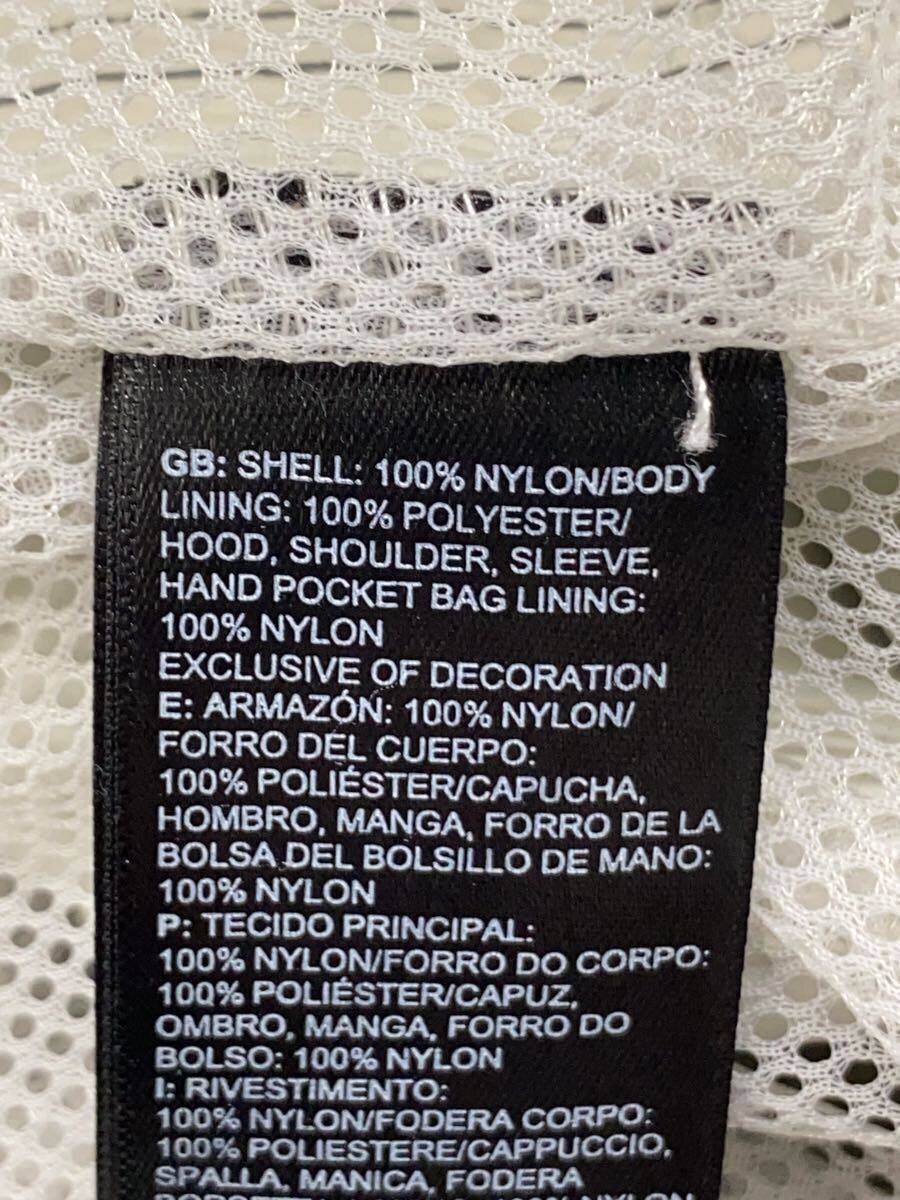 GB: SHELL: 100% NYLON/BODY
LINING: 100% POLYESTER/
HOOD, SHOULDER, SLEEVE,
HAND POCKET BAG LINING:
100% NYLON
EXCLUSIVE OF DECORATION
E: ARMAZÓN: 100% NYLON/
FORRO DEL CUERPO:
100% POLIÉSTER/CAPUCHA,
HOMBRO, MANGA, FORRO DE LA
BOLSA DEL BOLSILLO DE MANO:
100% NYLON
P: TECIDO PRINCIPAL:
100% NYLON/FORRO DO CORPO:
100% POLIÉSTER/CAPUZ,
OMBRO, MANGA, FORRO DO
BOLSO: 100% NYLON
I: RIVESTIMENTO:
100% NYLON/FODERA CORPO:
100% POLIESTERE/CAPPUCCIO,
SPALLA, MANICA, FODERA
100% NYLON